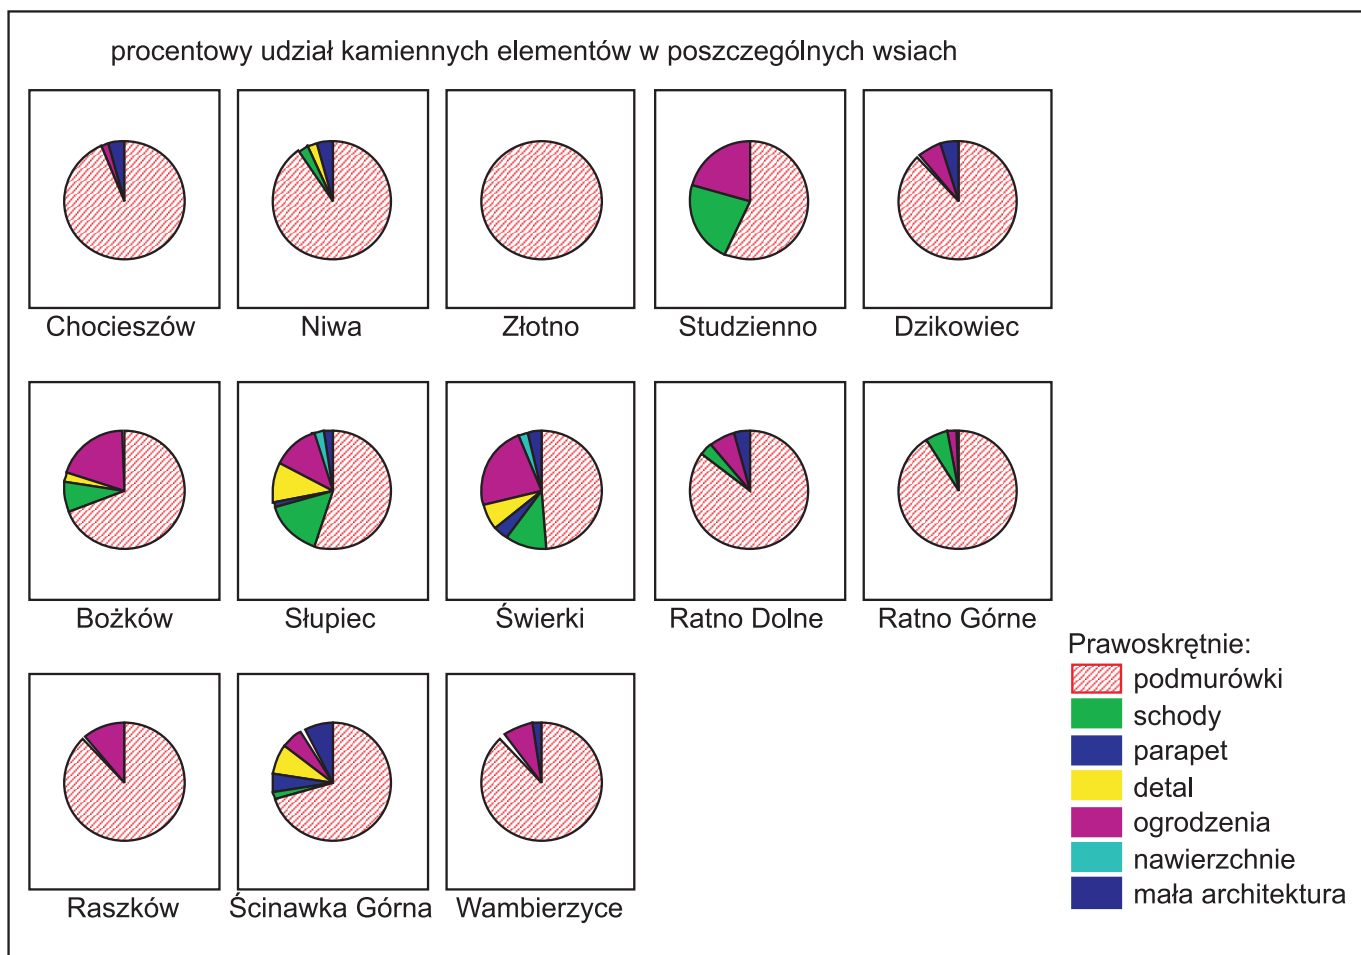 procentowy udział kamiennych elementów w poszczególnych wsiach
Chocieszów
Niwa
Złotno
Studzienno
Dzikowiec
Bożków
Słupiec
Świerki
Ratno Dolne
Ratno Górne
Raszków
Ścinawka Górna
Wambierzyce
Prawoskrętnie:
podmurówki
schody
parapet
detal
ogrodzenia
nawierzchnie
mała architektura